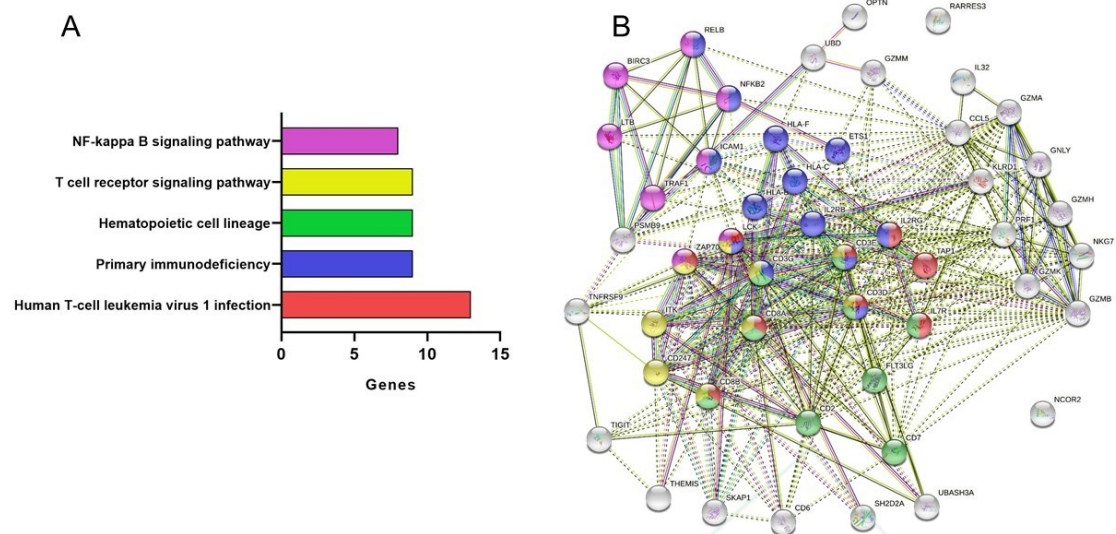 A
NF-kappa B signaling pathway
T cell receptor signaling pathway
Hematopoietic cell lineage
Primary immunodeficiency
Human T-cell leukemia virus 1 infection
0 5 10 15
Genes
B
OPTN
RARRES3
RELB
UBD
BIRC3
GZMM
IL32
NFKB2
GZMA
LTB
HLA-F
ETS1
CCL5
ICAM1
GNLY
HLA-
KLRD1
TRAF1
HLA-B
GZMH
IL2RB
IL2RG
PRF1
PSMB9
LCK
NKG7
ZAP70
CD3E
TAP1
CD3G
GZMK
CD3D
TNFRSF9
GZMB
ITK
CD8A
IL7R
CD247
FLT3LG
CD8B
NCOR2
CD2
TIGIT
CD7
THEMIS
SKAP1
CD6
SH2D2A
UBASH3A